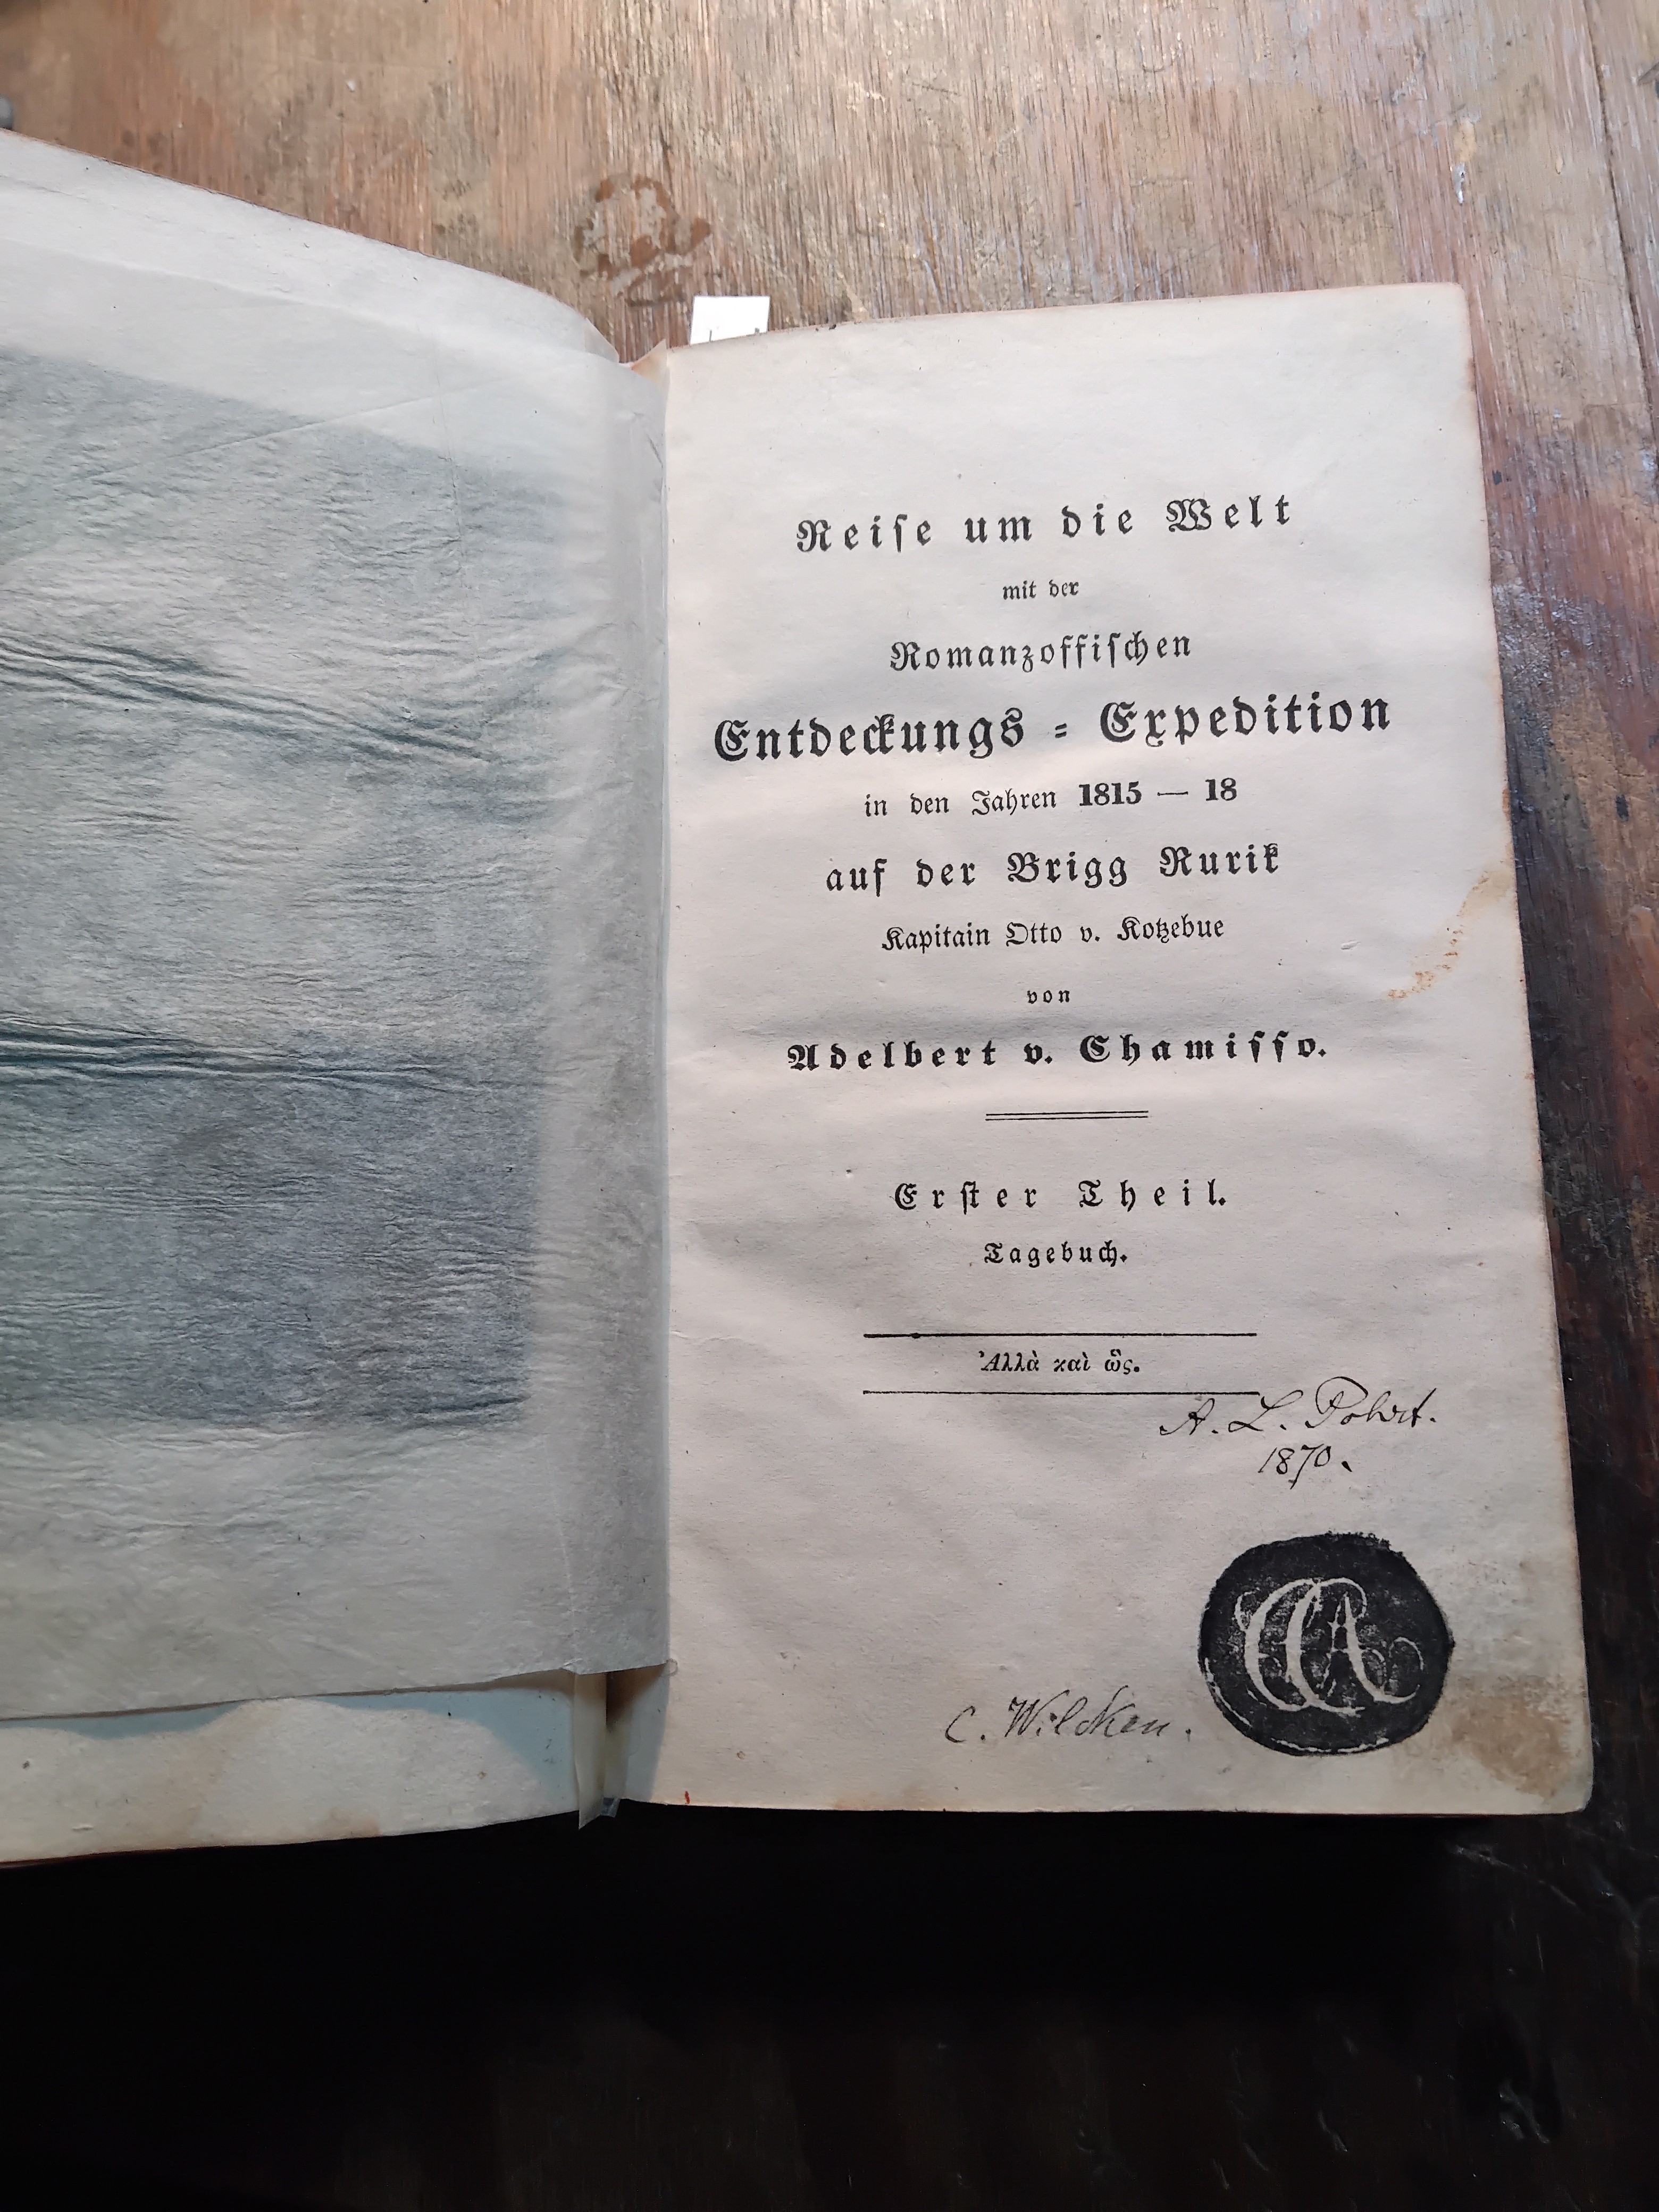 Reise um die Welt
mit der
Romanzoffischen
Entdeckungs = Expedition
in den Jahren 1815 — 18
auf der Brigg Rurik
Kapitain Otto v. Kotzebue
von
Adelbert v. Chamisso.
Erster Theil.
Tagebuch.
Ἀλλὰ καὶ ὧς.
A. L.
1870.
C. Wilcken.